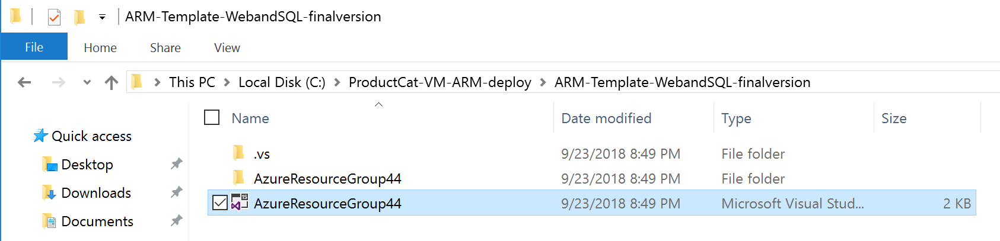 ARM-Template-WebandSQL-finalversion
File Home Share View
This PC Local Disk (C:) ProductCat-VM-ARM-deploy ARM-Template-WebandSQL-finalversion
Name Date modified Type Size
Quick access
Desktop
Downloads
Documents
.vs 9/23/2018 8:49 PM File folder
AzureResourceGroup44 9/23/2018 8:49 PM File folder
15
AzureResourceGroup44 9/23/2018 8:49 PM Microsoft Visual Stud... 2 KB